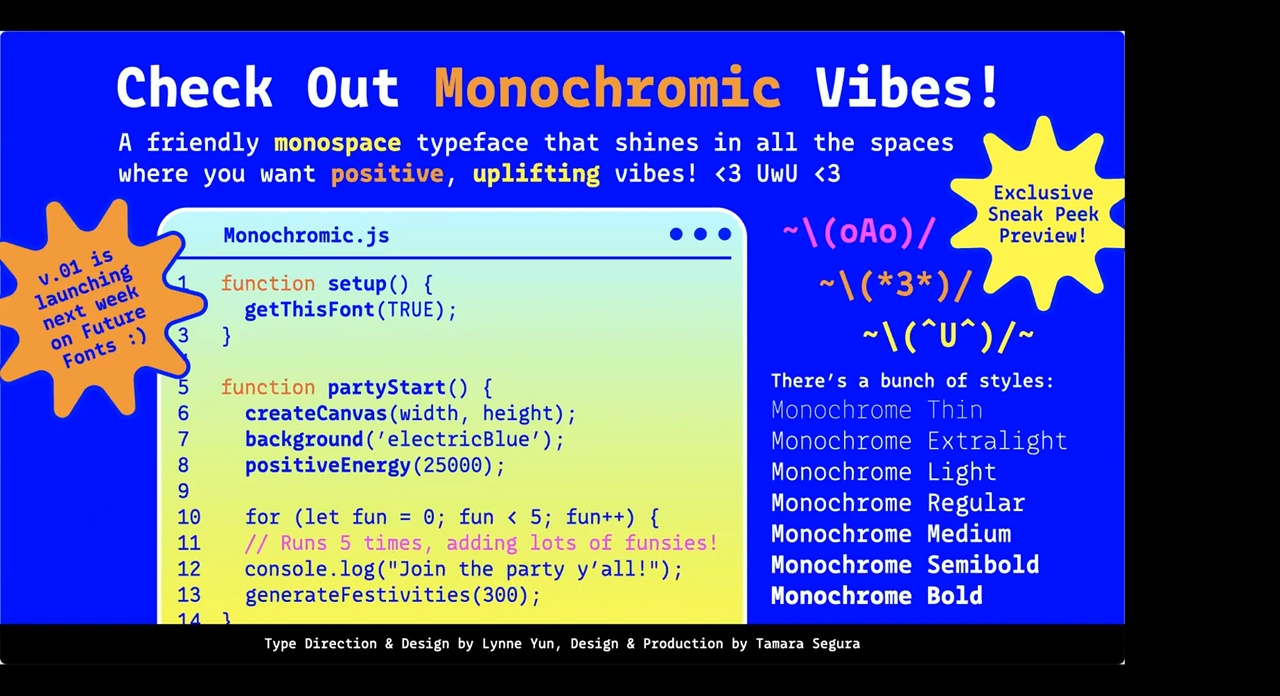 Check Out Monochromic Vibes!
A friendly monospace typeface that shines in all the spaces
where you want positive, uplifting vibes! <3 UwU <3
v.01 is
launching
next week
on Future
Fonts :)
Exclusive
Sneak Peek
Preview!
Monochromic.js
1 function setup() {
getThisFont(TRUE);
3 }
5 function partyStart() {
6 createCanvas(width, height);
7 background(’electricBlue’);
8 positiveEnergy(25000);
9
10 for (let fun = 0; fun < 5; fun++) {
11 // Runs 5 times, adding lots of funsies!
12 console.log("Join the party y’all!");
13 generateFestivities(300);
14 }
~\(oAo)/
~\(*3*)/
~\(^U^)/~
There’s a bunch of styles:
Monochrome Thin
Monochrome Extralight
Monochrome Light
Monochrome Regular
Monochrome Medium
Monochrome Semibold
Monochrome Bold
Type Direction & Design by Lynne Yun, Design & Production by Tamara Segura